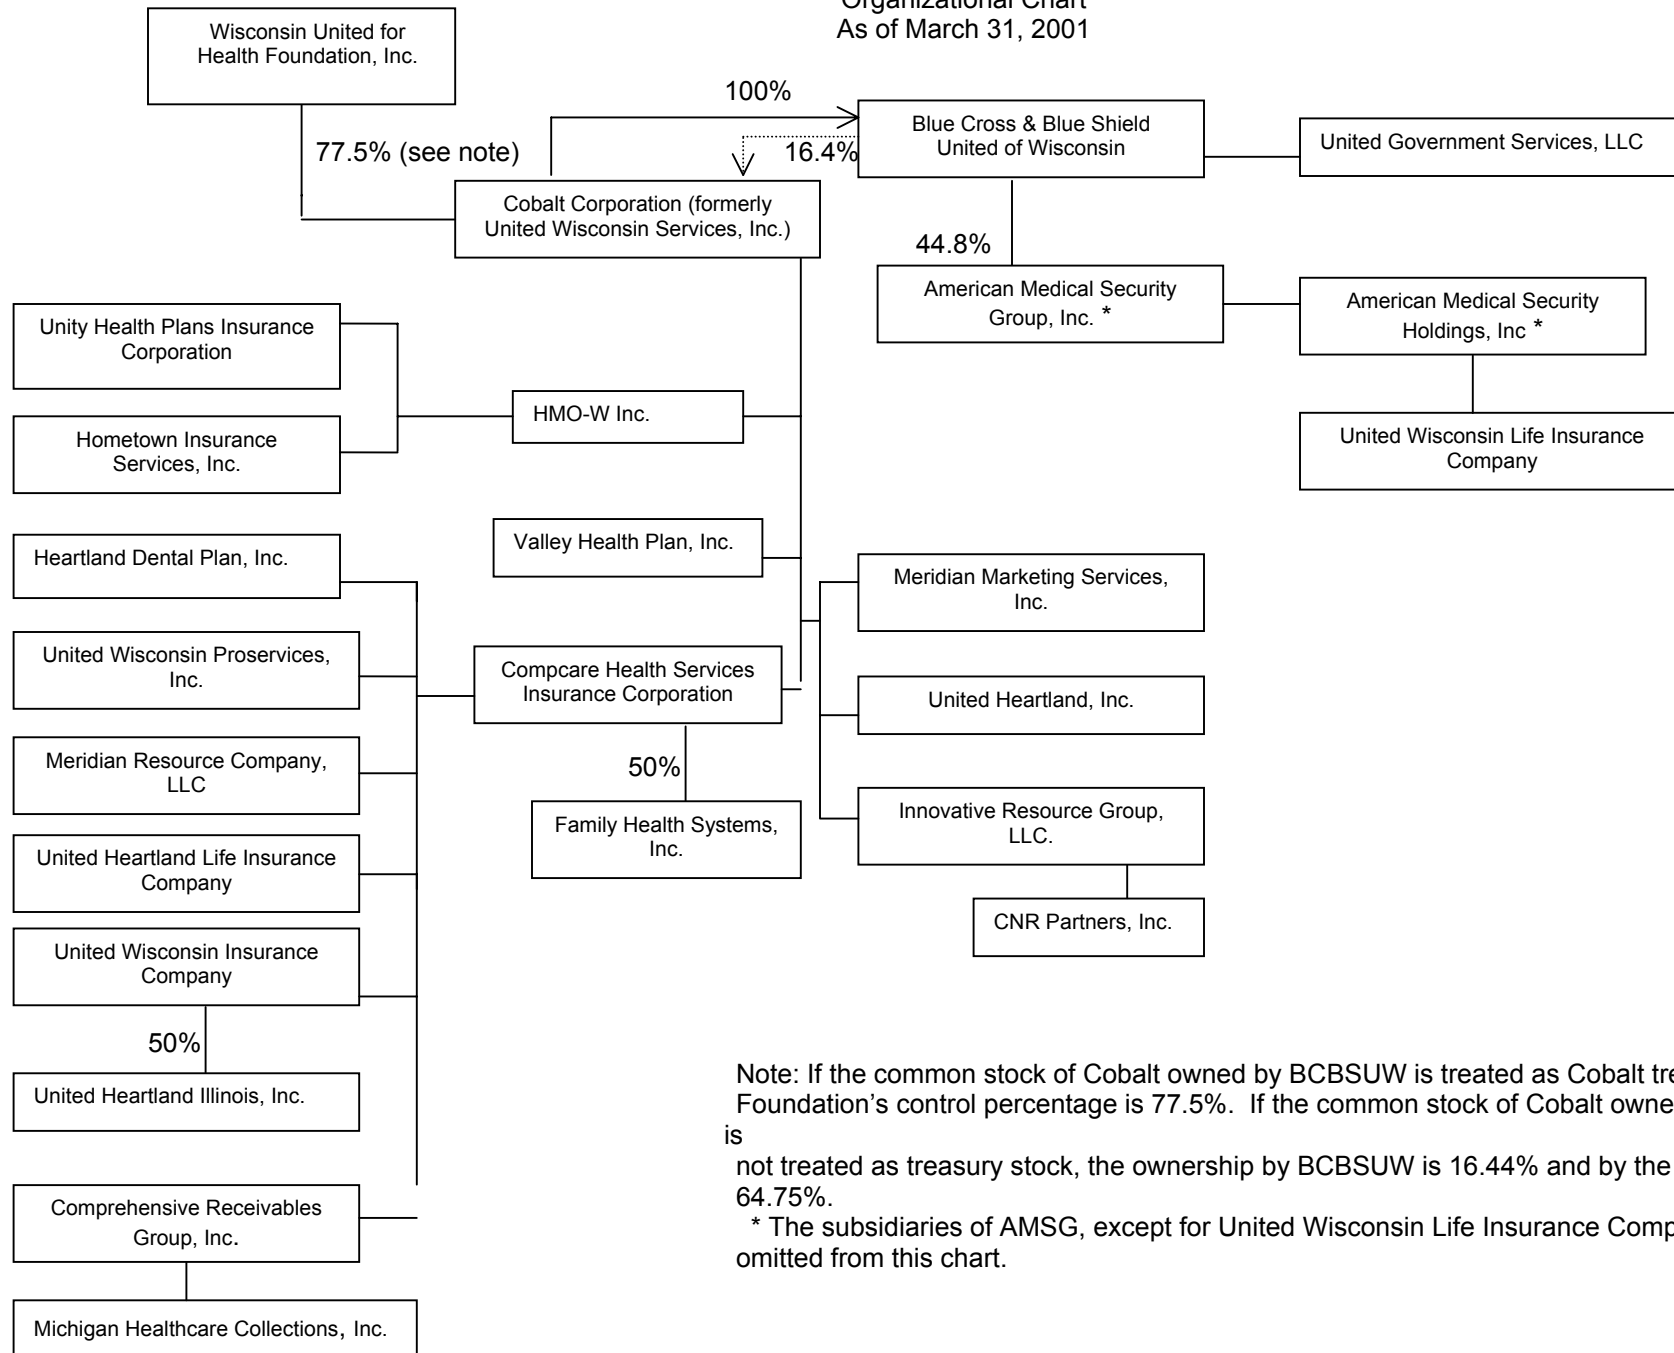 Organizational Chart
As of March 31, 2001
Wisconsin United for
Health Foundation, Inc.
100%
77.5% (see note)
16.4%
Blue Cross & Blue Shield
United of Wisconsin
United Government Services, LLC
Cobalt Corporation (formerly
United Wisconsin Services, Inc.)
44.8%
American Medical Security
Group, Inc. *
American Medical Security
Holdings, Inc *
United Wisconsin Life Insurance
Company
Unity Health Plans Insurance
Corporation
HMO-W Inc.
Hometown Insurance
Services, Inc.
Valley Health Plan, Inc.
Heartland Dental Plan, Inc.
Meridian Marketing Services,
Inc.
United Wisconsin Proservices,
Inc.
Compcare Health Services
Insurance Corporation
United Heartland, Inc.
Meridian Resource Company,
LLC
50%
Family Health Systems,
Inc.
Innovative Resource Group,
LLC.
United Heartland Life Insurance
Company
CNR Partners, Inc.
United Wisconsin Insurance
Company
50%
United Heartland Illinois, Inc.
Comprehensive Receivables
Group, Inc.
Michigan Healthcare Collections, Inc.
Note: If the common stock of Cobalt owned by BCBSUW is treated as Cobalt
Foundation's control percentage is 77.5%. If the common stock of Cobalt
is
not treated as treasury stock, the ownership by BCBSUW is 16.44% and by the
64.75%.
* The subsidiaries of AMSG, except for United Wisconsin Life Insurance
omitted from this chart.